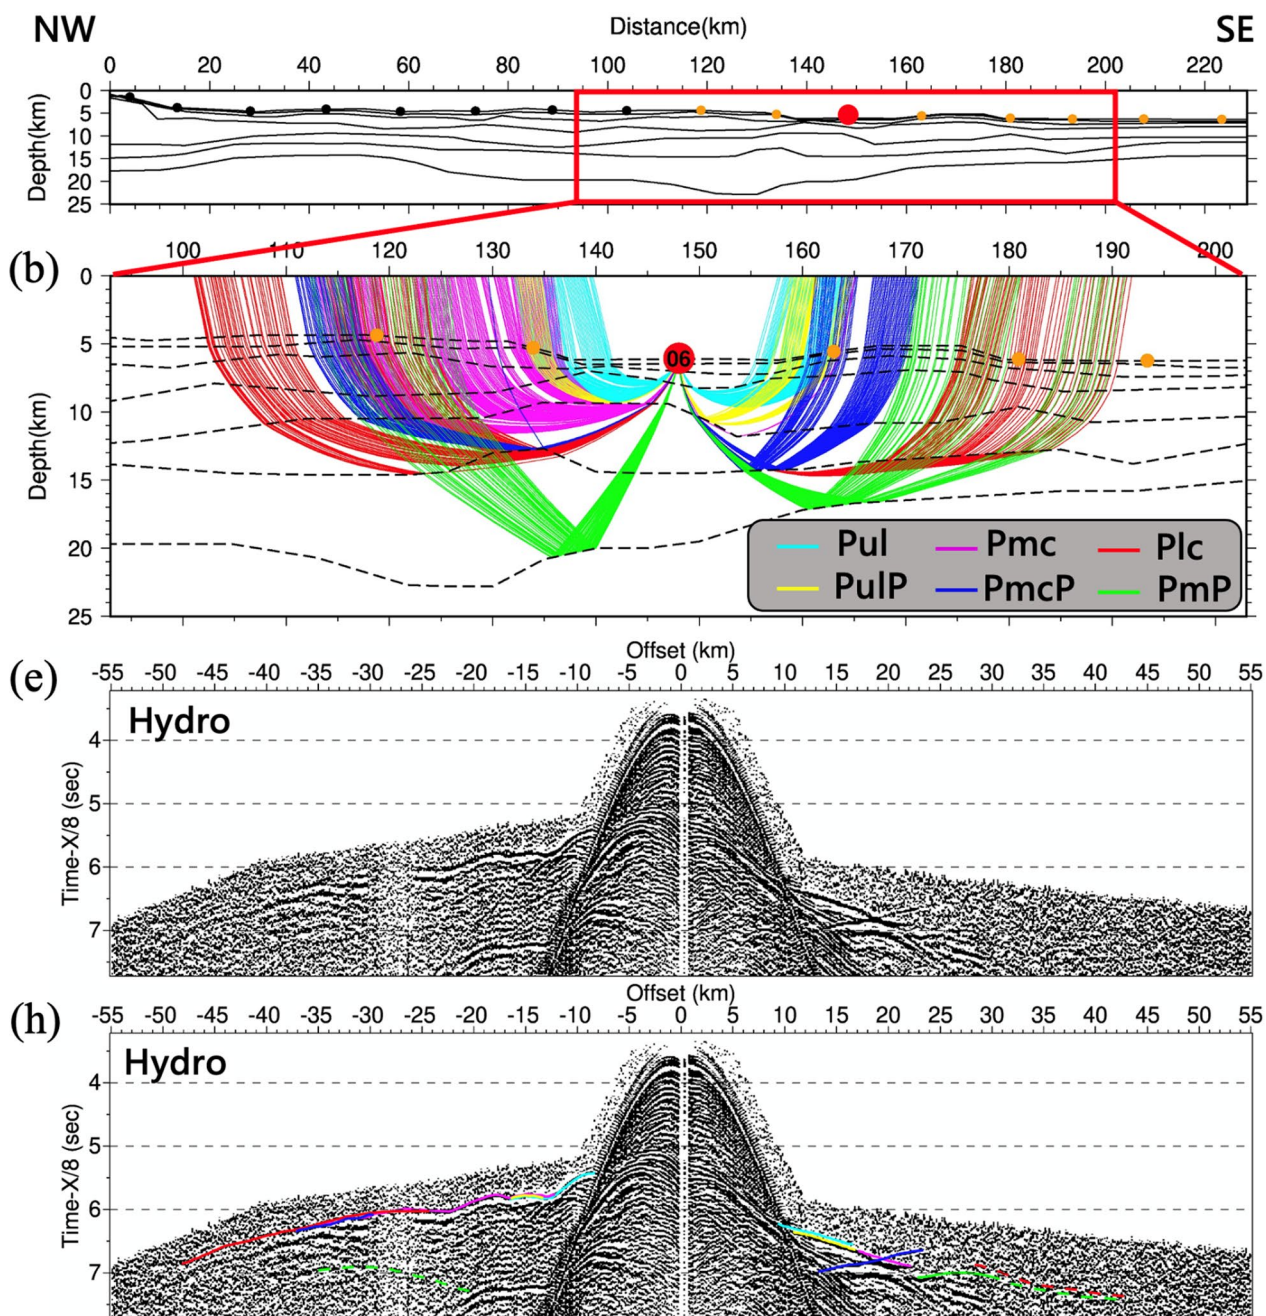 NW Distance(km) SE
0 20 40 60 80 100 120 140 160 180 200 220
Depth(km)
0
5
10
15
20
25
(b)
100 110 120 130 140 150 160 170 180 190 200
Depth(km)
0
5
10
15
20
25
06
Pul Pmc Plc
PulP PmcP PmP
(e)
Offset (km)
-55 -50 -45 -40 -35 -30 -25 -20 -15 -10 -5 0 5 10 15 20 25 30 35 40 45 50 55
Hydro
Time-X/8 (sec)
4
5
6
7
(h)
Offset (km)
-55 -50 -45 -40 -35 -30 -25 -20 -15 -10 -5 0 5 10 15 20 25 30 35 40 45 50 55
Hydro
Time-X/8 (sec)
4
5
6
7